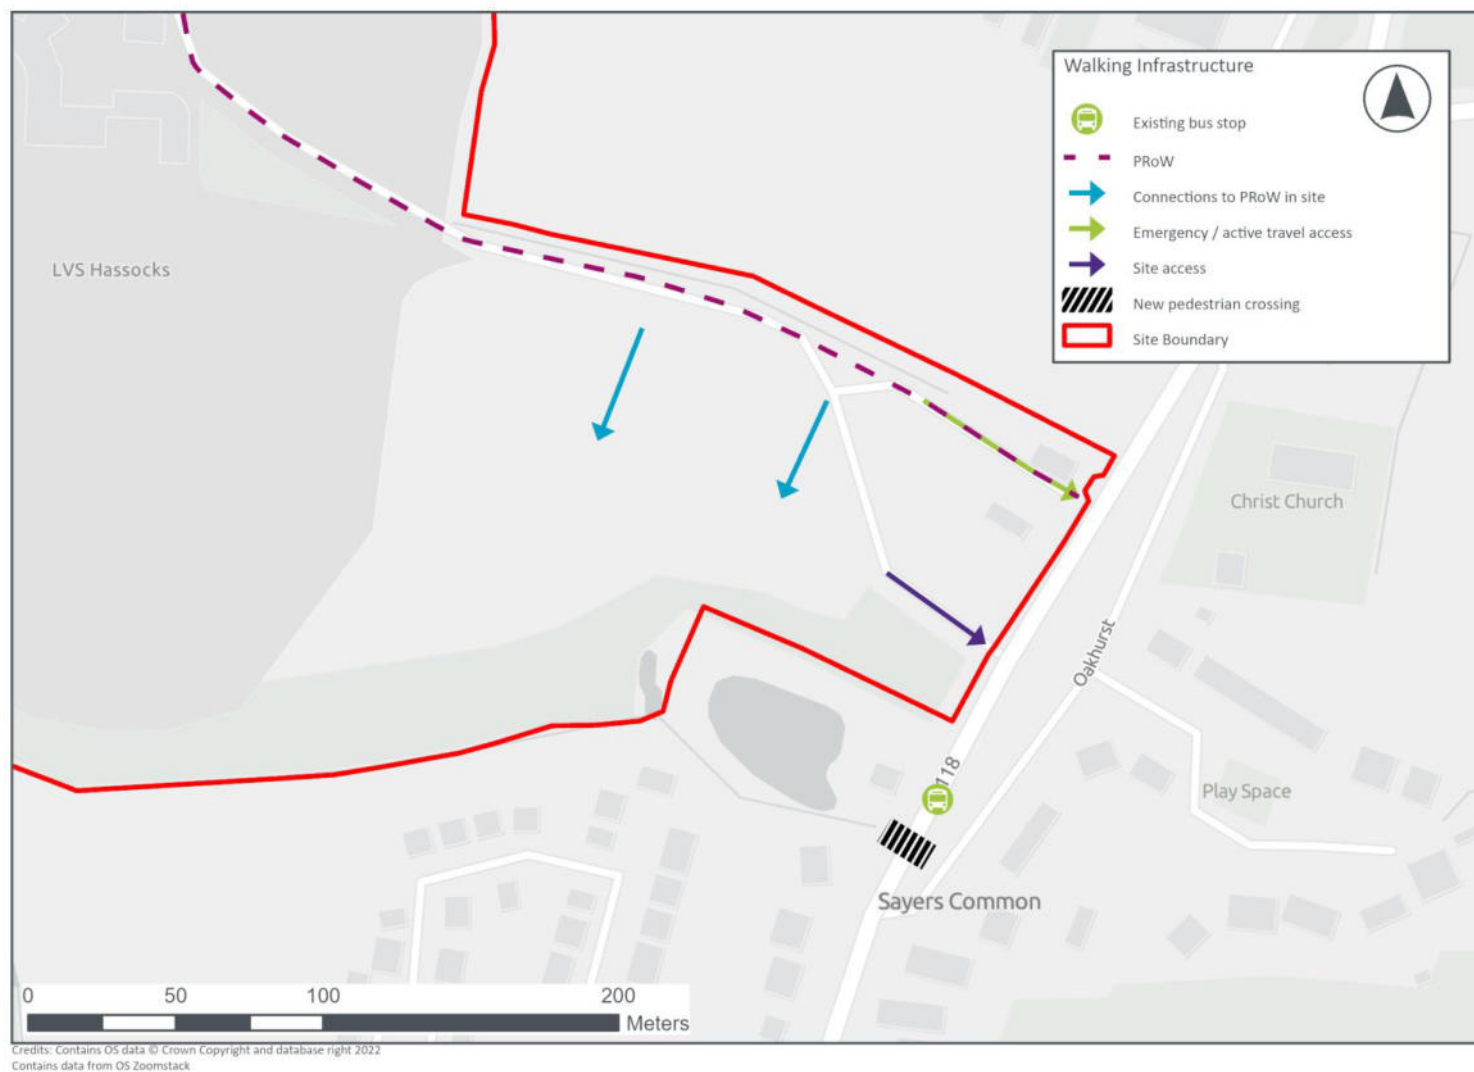 Walking Infrastructure
Existing bus stop
PRoW
Connections to PRoW in site
Emergency / active travel access
Site access
New pedestrian crossing
Site Boundary
LVS Hassocks
Christ Church
Oakhurst
118
Play Space
Sayers Common
0 50 100 200
Meters
Credits: Contains OS data © Crown Copyright and database right 2022
Contains data from OS Zoomstack